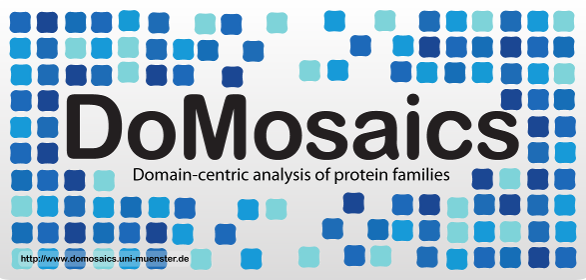 DoMosaics
Domain-centric analysis of protein families
http://www.domosaics.uni-muenster.de